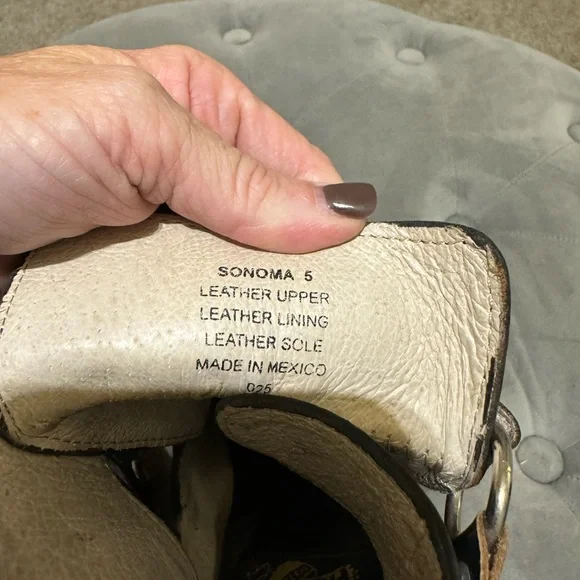 SONOMA 5
LEATHER UPPER
LEATHER LINING
LEATHER SOLE
MADE IN MEXICO
025